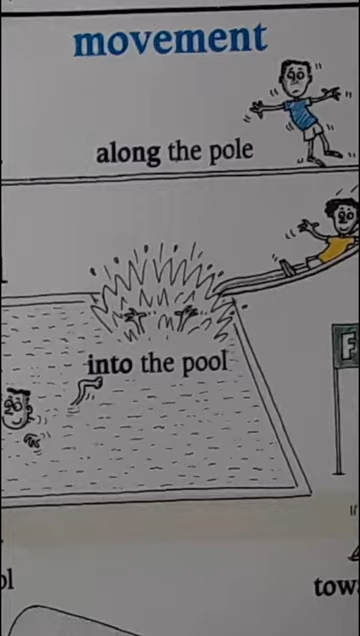 movement
along the pole
into the pool